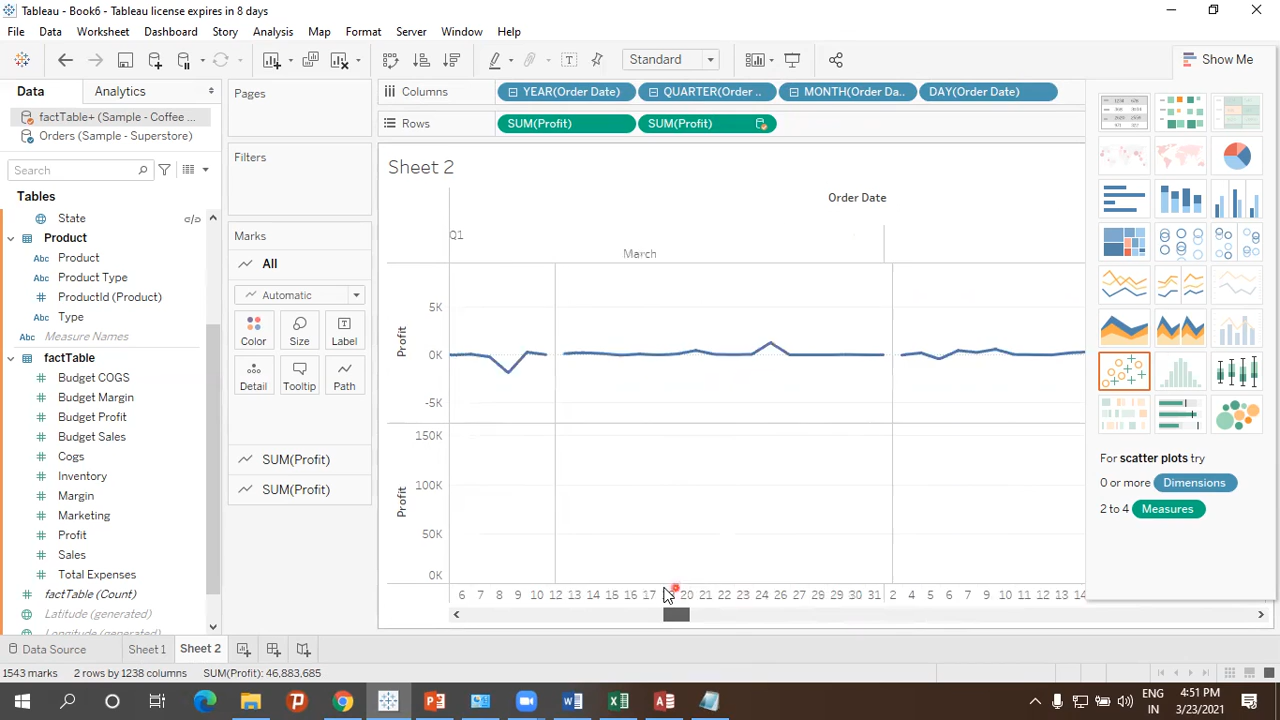 Tableau - Book6 - Tableau license expires in 8 days
File Data Worksheet Dashboard Story Analysis Map Format Server Window Help
Standard Show Me
Data Analytics Pages Columns YEAR(Order Date) QUARTER(Order .. MONTH(Order Da.. DAY(Order Date)
factTable+ (Sample - Coffee ... Rows SUM(Profit) SUM(Profit)
Orders (Sample - Superstore)
Filters
Search
Sheet 2
Tables
Order Date
State
Product Marks Q1
Product All March
Product Type
ProductId (Product) Automatic
Type
Measure Names Color Size Label
factTable
Budget COGS Detail Tooltip Path
Budget Margin
Budget Profit
Budget Sales
Cogs SUM(Profit)
Inventory
Margin SUM(Profit)
Marketing
Profit
Sales
Total Expenses
factTable (Count)
Latitude (generated)
Longitude (generated)
Profit 5K
0K
-5K
Profit 150K
100K
50K
0K
6 7 8 9 10 12 13 14 15 16 17 20 21 22 23 24 26 27 28 29 30 31 2 4 5 7 8 9 10 11 12 13 14
For scatter plots try
0 or more Dimensions
2 to 4 Measures
Data Source Sheet 1 Sheet 2
1543 marks 2 rows by 1238 columns SUM(Profit): 46,883,685
ENG 4:51 PM
IN 3/23/2021